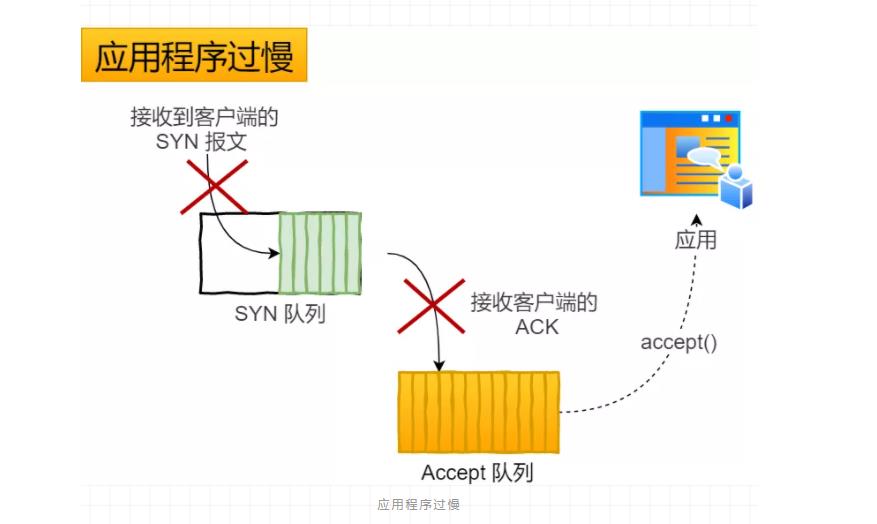 应用程序过慢
接收到客户端的
SYN 报文
SYN 队列
接收客户端的
ACK
应用
accept()
Accept 队列
应用程序过慢